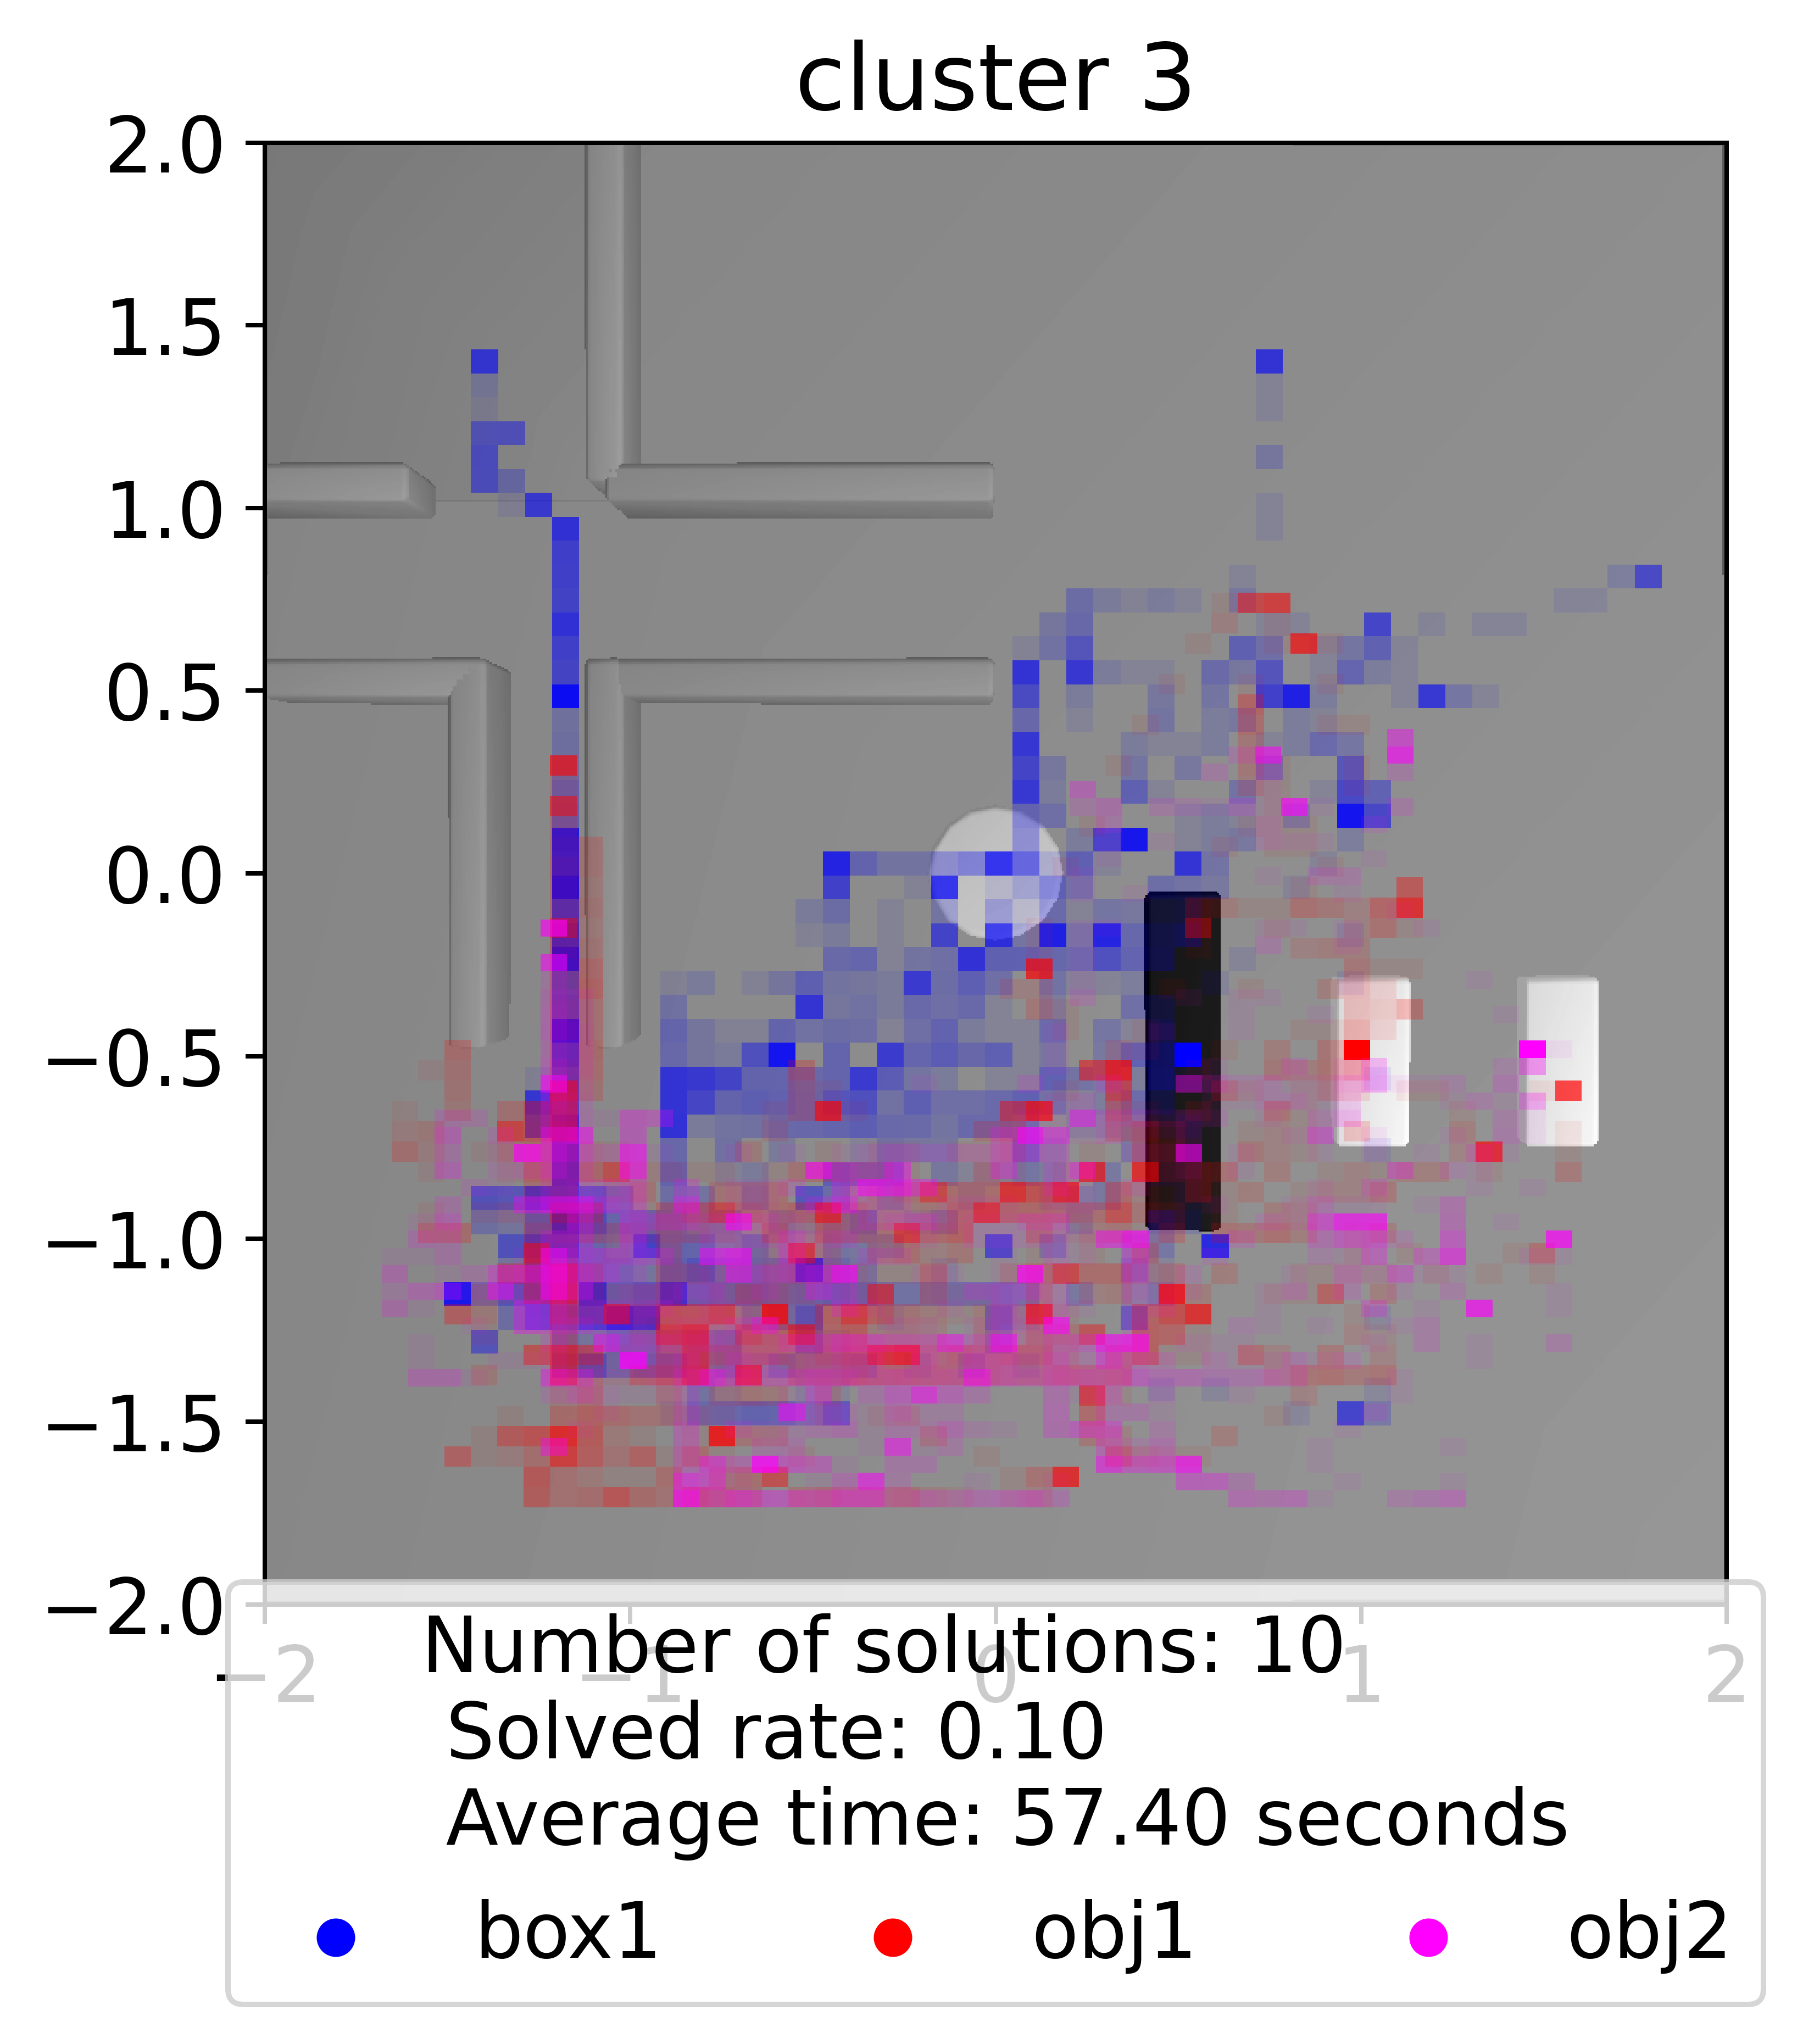 cluster 3
2.0
1.5
1.0
0.5
0.0
−0.5
−1.0
−1.5
−2.0
−2 −1 0 1 2
Number of solutions: 10
Solved rate: 0.10
Average time: 57.40 seconds
box1 obj1 obj2